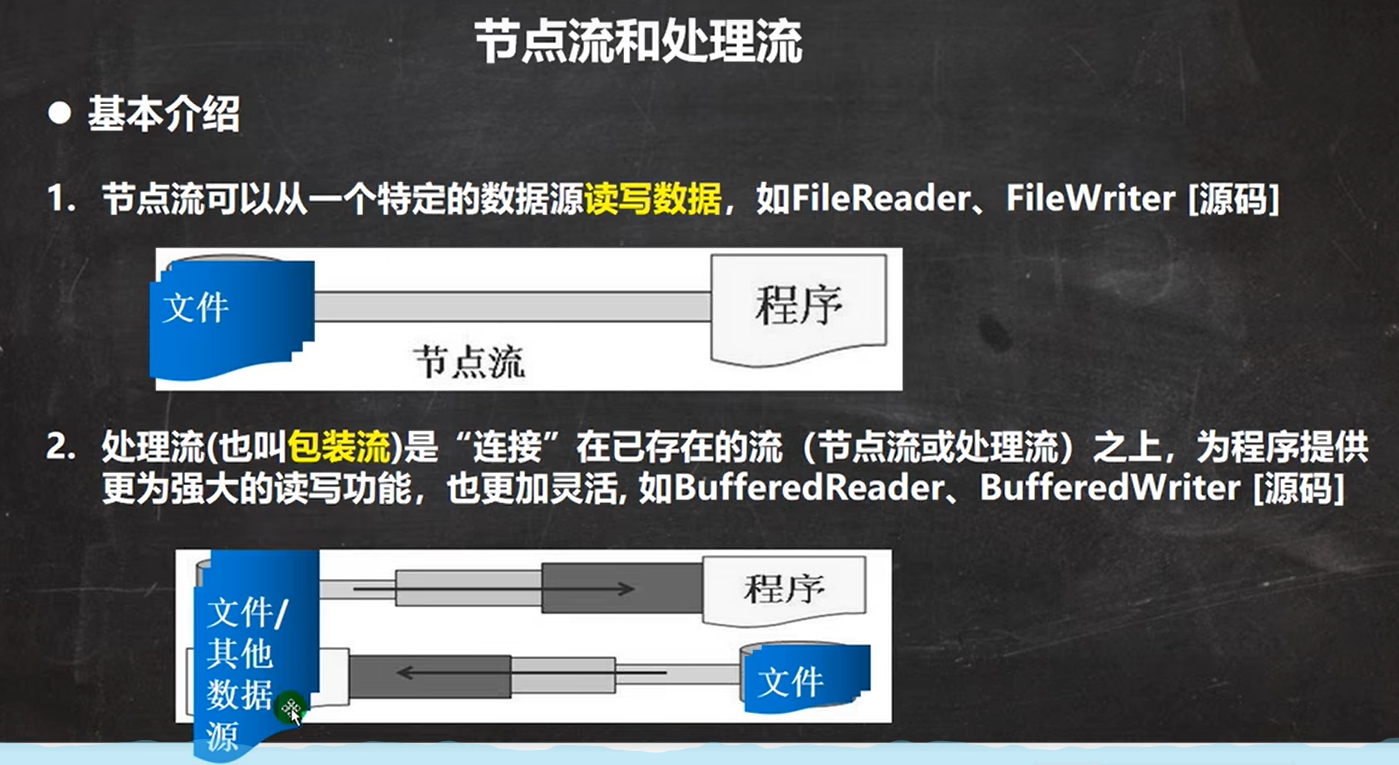 节点流和处理流
● 基本介绍
1. 节点流可以从一个特定的数据源读写数据，如FileReader、FileWriter [源码]
文件
程序
节点流
2. 处理流(也叫包装流)是“连接”在已存在的流（节点流或处理流）之上，为程序提供
更为强大的读写功能，也更加灵活, 如BufferedReader、BufferedWriter [源码]
文件/
其他
数据
源
程序
文件